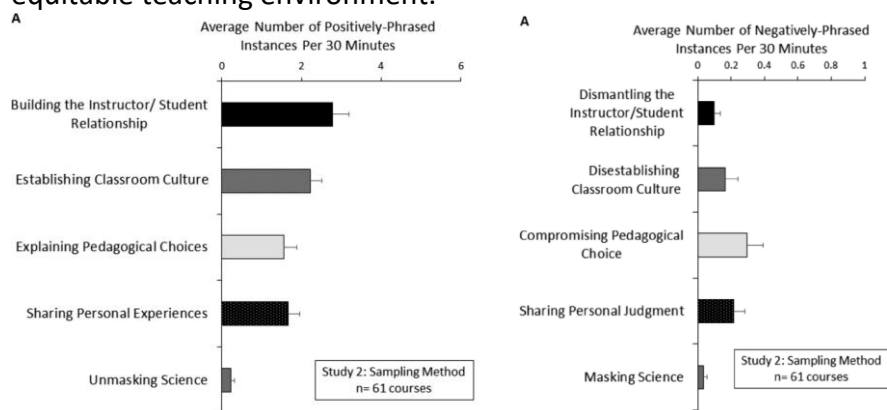 equitable teaching environment.
A
Average Number of Positively-Phrased
Instances Per 30 Minutes
0 2 4 6
Building the Instructor/ Student
Relationship
Establishing Classroom Culture
Explaining Pedagogical Choices
Sharing Personal Experiences
Unmasking Science
Study 2: Sampling Method
n= 61 courses
A
Average Number of Negatively-Phrased
Instances Per 30 Minutes
0 0.2 0.4 0.6 0.8 1
Dismantling the
Instructor/Student
Relationship
Disestablishing
Classroom Culture
Compromising Pedagogical
Choice
Sharing Personal Judgment
Masking Science
Study 2: Sampling Method
n= 61 courses